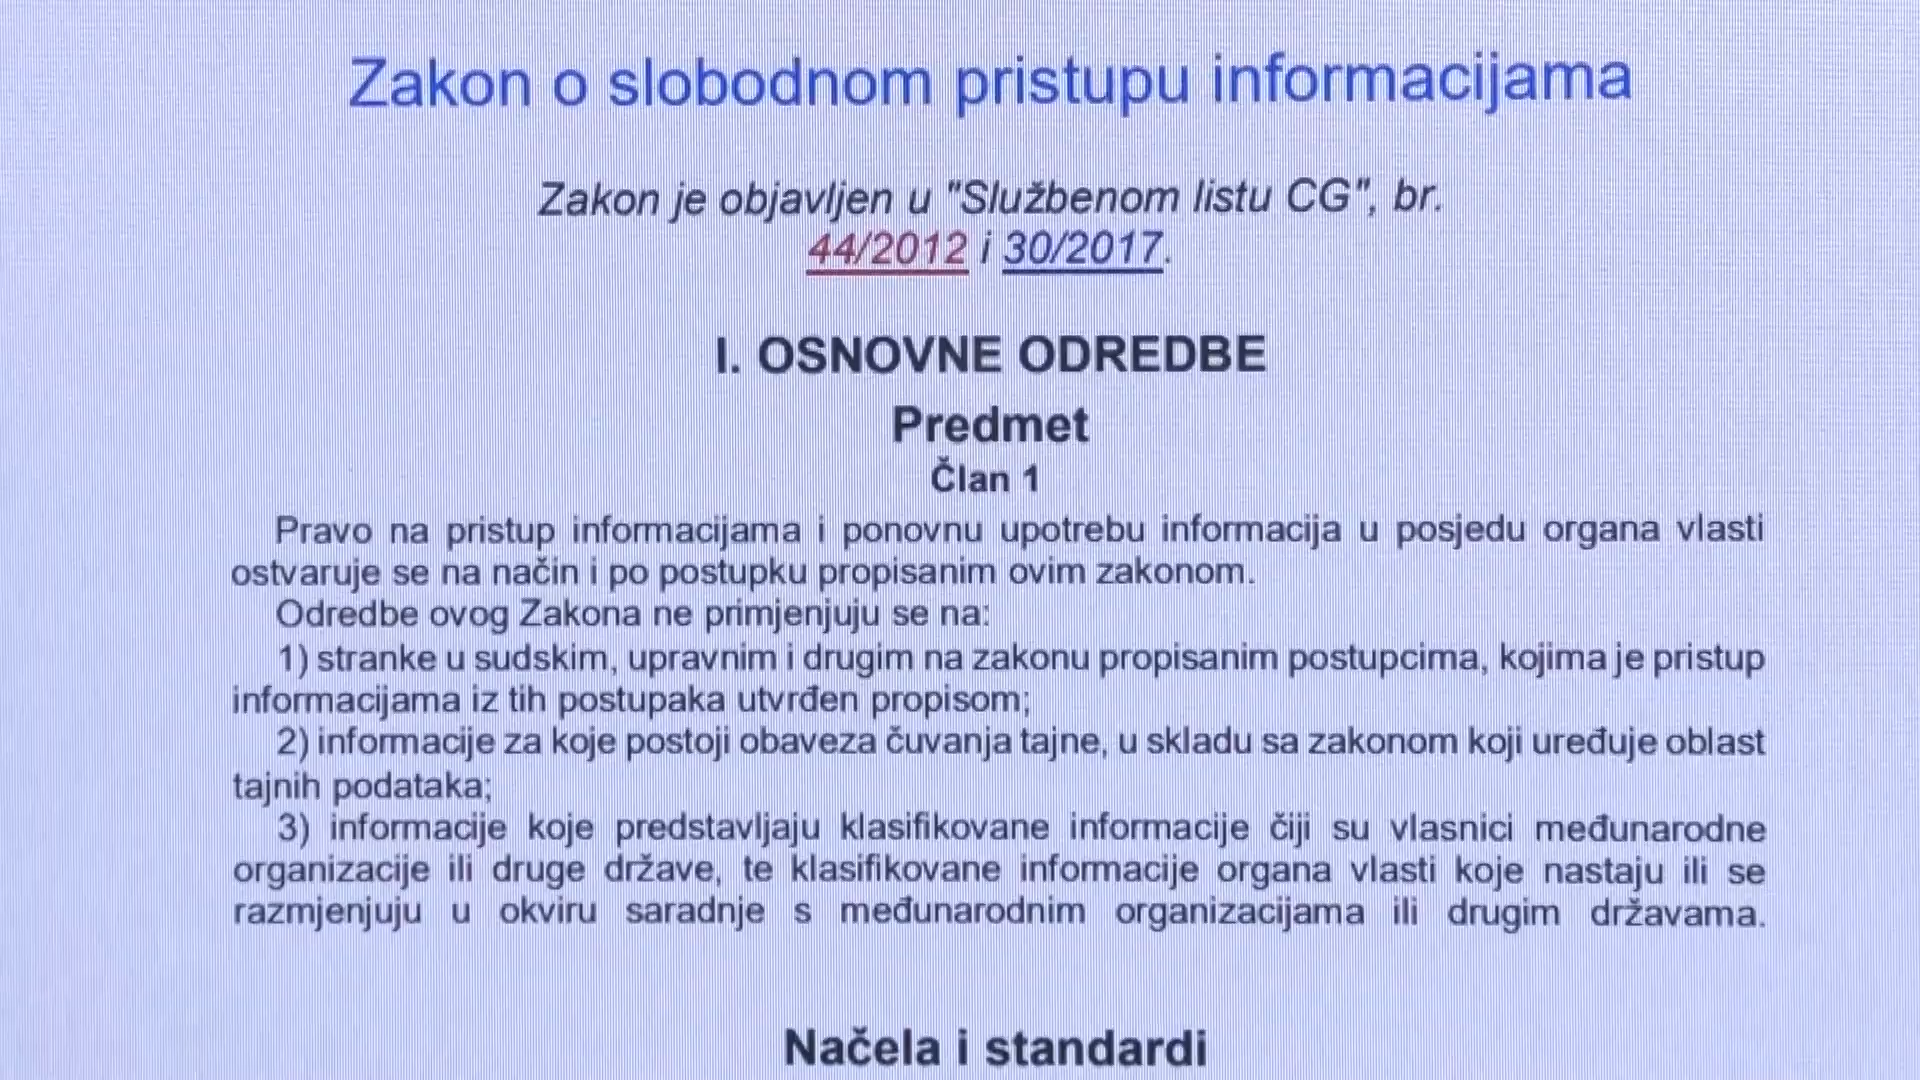 Zakon o slobodnom pristupu informacijama
Zakon je objavljen u "Službenom listu CG", br.
44/2012 i 30/2017.
I. OSNOVNE ODREDBE
Predmet
Član 1
Pravo na pristup informacijama i ponovnu upotrebu informacija u posjedu organa vlasti
ostvaruje se na način i po postupku propisanim ovim zakonom.
Odredbe ovog Zakona ne primjenjuju se na:
1) stranke u sudskim, upravnim i drugim na zakonu propisanim postupcima, kojima je pristup
informacijama iz tih postupaka utvrđen propisom;
2) informacije za koje postoji obaveza čuvanja tajne, u skladu sa zakonom koji uređuje oblast
tajnih podataka;
3) informacije koje predstavljaju klasifikovane informacije čiji su vlasnici međunarodne
organizacije ili druge države, te klasifikovane informacije organa vlasti koje nastaju ili se
razmjenjuju u okviru saradnje s međunarodnim organizacijama ili drugim državama.
Načela i standardi